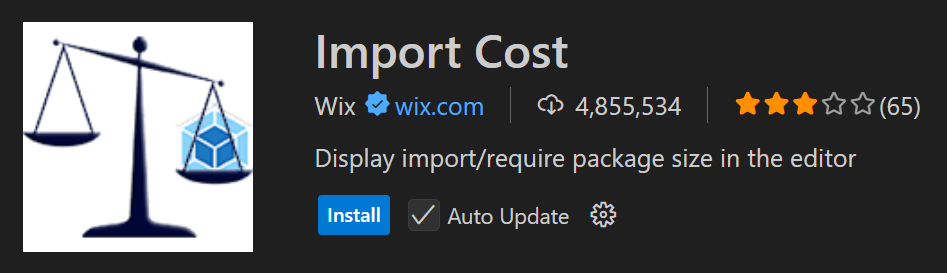 Import Cost
Wix wix.com 4,855,534 (65)
Display import/require package size in the editor
Install Auto Update